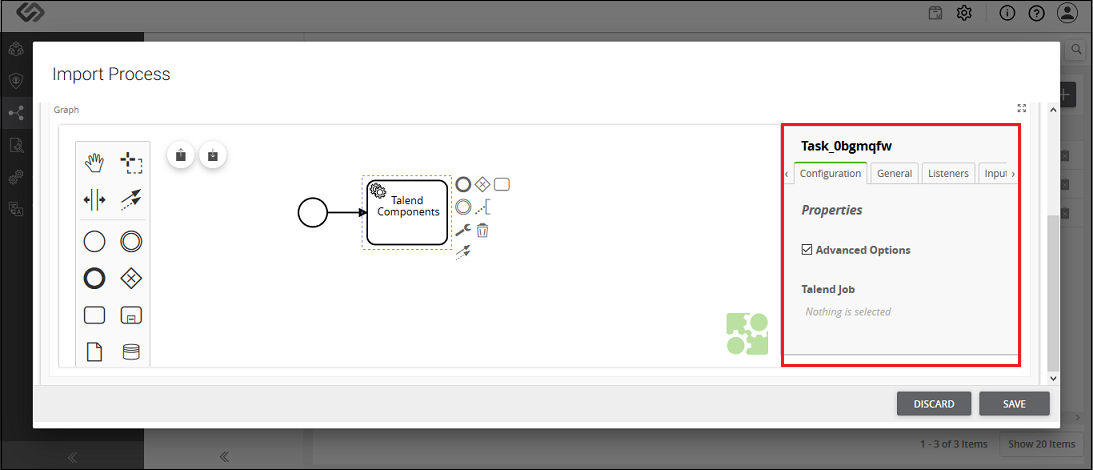 Import Process
Graph
Task_0bgmqfw
Configuration General Listeners Input
Talend
Components
Properties
Advanced Options
Talend Job
Nothing is selected
DISCARD SAVE
1 - 3 of 3 Items Show 20 Items